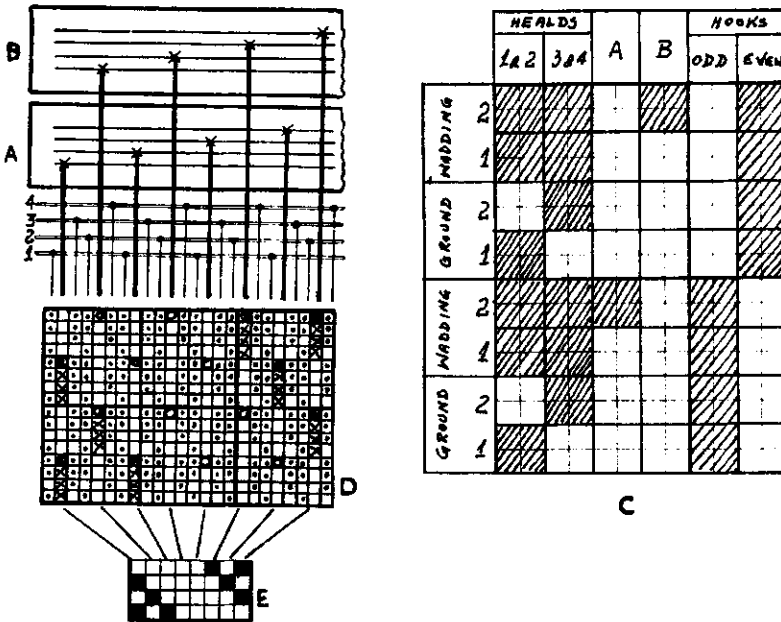 B
A
4
3
2
1
D
E
HEALDS HOOKS
1&2 3&4 A B ODD EVEN
WADDING 2
1
GROUND 2
1
WADDING 2
1
GROUND 2
1
C